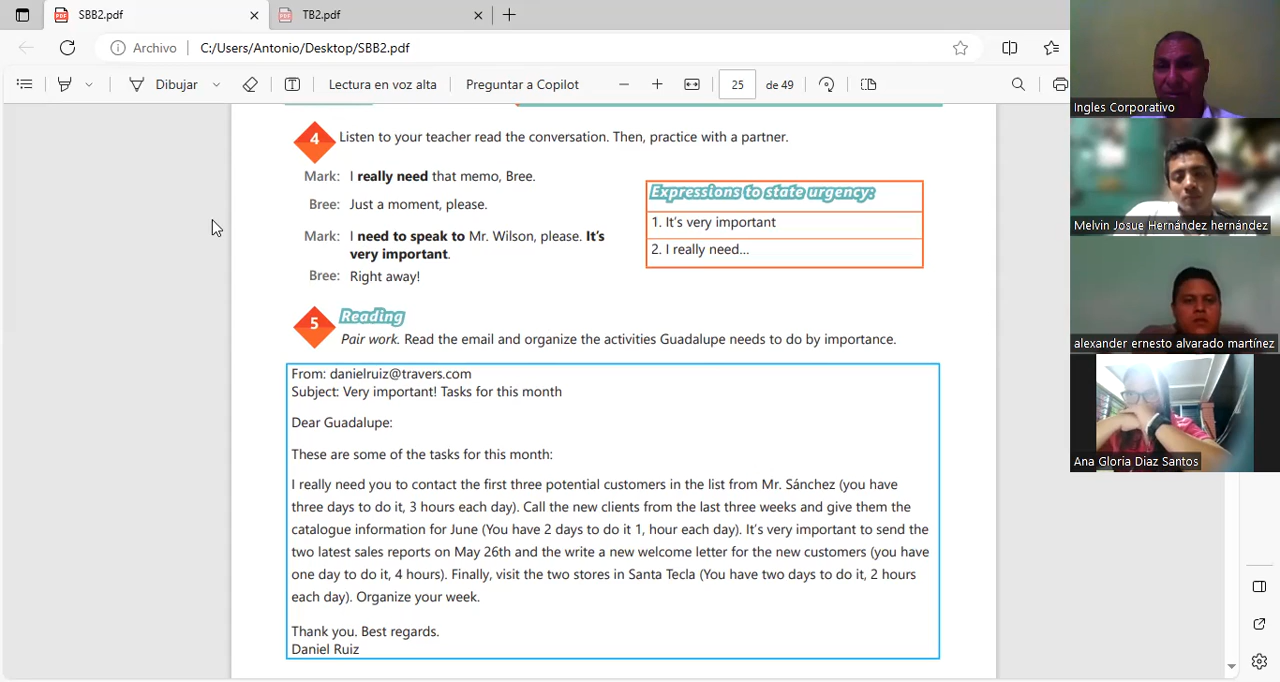 SBB2.pdf
TB2.pdf
Archivo
C:/Users/Antonio/Desktop/SBB2.pdf
Dibujar
Lectura en voz alta
Preguntar a Copilot
25
de 49
4
Listen to your teacher read the conversation. Then, practice with a partner.
Mark: I really need that memo, Bree.
Bree: Just a moment, please.
Mark: I need to speak to Mr. Wilson, please. It's
very important.
Bree: Right away!
Expressions to state urgency:
1. It's very important
2. I really need...
5
Reading
Pair work. Read the email and organize the activities Guadalupe needs to do by importance.
From: danielruiz@travers.com
Subject: Very important! Tasks for this month
Dear Guadalupe:
These are some of the tasks for this month:
I really need you to contact the first three potential customers in the list from Mr. Sánchez (you have
three days to do it, 3 hours each day). Call the new clients from the last three weeks and give them the
catalogue information for June (You have 2 days to do it 1, hour each day). It's very important to send the
two latest sales reports on May 26th and the write a new welcome letter for the new customers (you have
one day to do it, 4 hours). Finally, visit the two stores in Santa Tecla (You have two days to do it, 2 hours
each day). Organize your week.
Thank you. Best regards.
Daniel Ruiz
Ingles Corporativo
Melvin Josue Hernández hernández
alexander ernesto alvarado martínez
Ana Gloria Diaz Santos